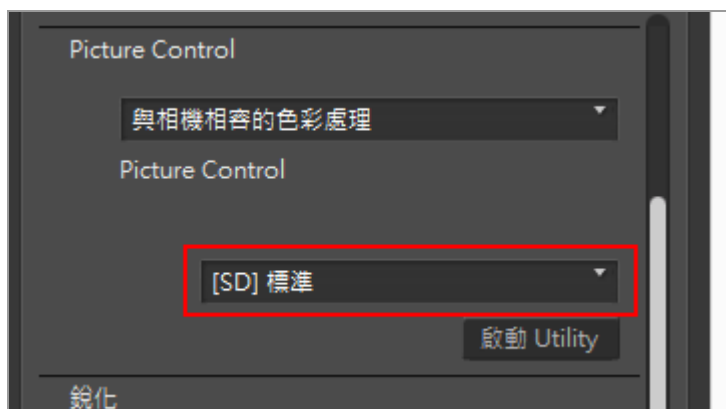 Picture Control
與相機相容的色彩處理
Picture Control
[SD] 標準
啟動 Utility
銳化